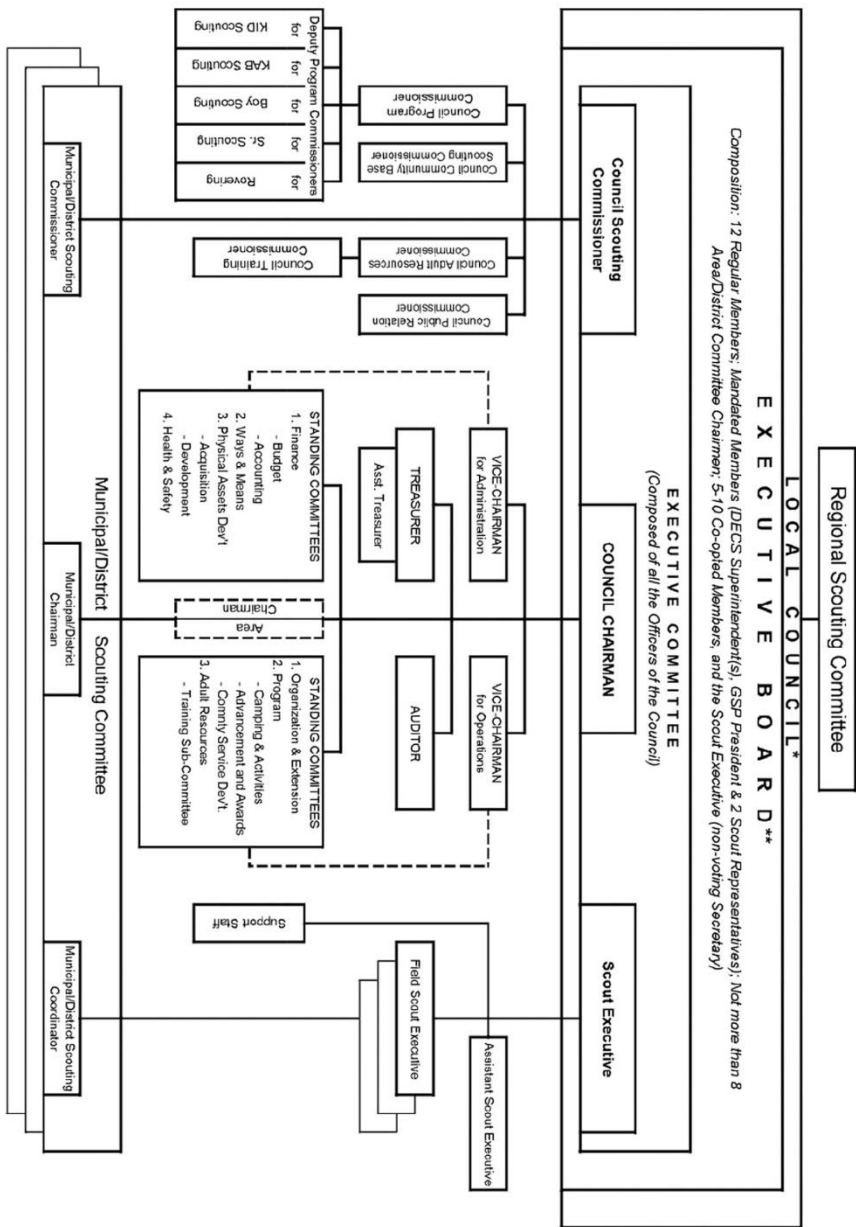 Regional Scouting Committee
LOCAL COUNCIL*
EXECUTIVE BOARD**
Composition: 12 Regular Members; Mandated Members (DECS Superintendent(s), GSP President & 2 Scout Representatives); Not more than 8
Area/District Committee Chairmen; 5-10 Co-opted Members, and the Scout Executive (non-voting Secretary)
EXECUTIVE COMMITTEE
(Composed of all the Officers of the Council)
Council Scouting
Commissioner
COUNCIL CHAIRMAN
Scout Executive
Council Program
Commissioner
Council Community Base
Scouting Commissioner
Council Adult Resources
Commissioner
Council Public Relation
Commissioner
Council Training
Commissioner
Deputy Program Commissioners
for
KID Scouting
for
KAB Scouting
for
Boy Scouting
for
Sr. Scouting
for
Rovering
VICE-CHAIRMAN
for Administration
VICE-CHAIRMAN
for Operations
TREASURER
Asst. Treasurer
AUDITOR
STANDING COMMITTEES
1. Finance
- Budget
- Accounting
2. Ways & Means
3. Physical Assets Dev't
- Acquisition
- Development
4. Health & Safety
Area
Chairman
STANDING COMMITTEES
1. Organization & Extension
2. Program
- Camping & Activities
- Advancement and Awards
- Comnty Service Dev't.
3. Adult Resources
- Training Sub-Committee
Assistant Scout Executive
Field Scout Executive
Support Staff
Municipal/District Scouting Committee
Municipal/District Scouting
Commissioner
Municipal/District
Chairman
Municipal/District Scouting
Coordinator